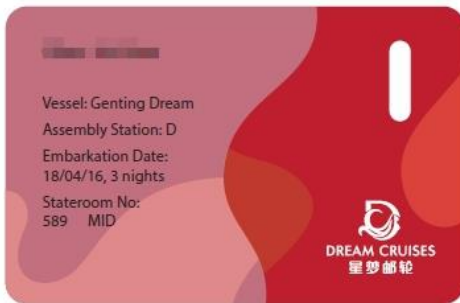 Vessel: Genting Dream
Assembly Station: D
Embarkation Date:
18/04/16, 3 nights
Stateroom No:
589 MID
DREAM CRUISES
星梦邮轮